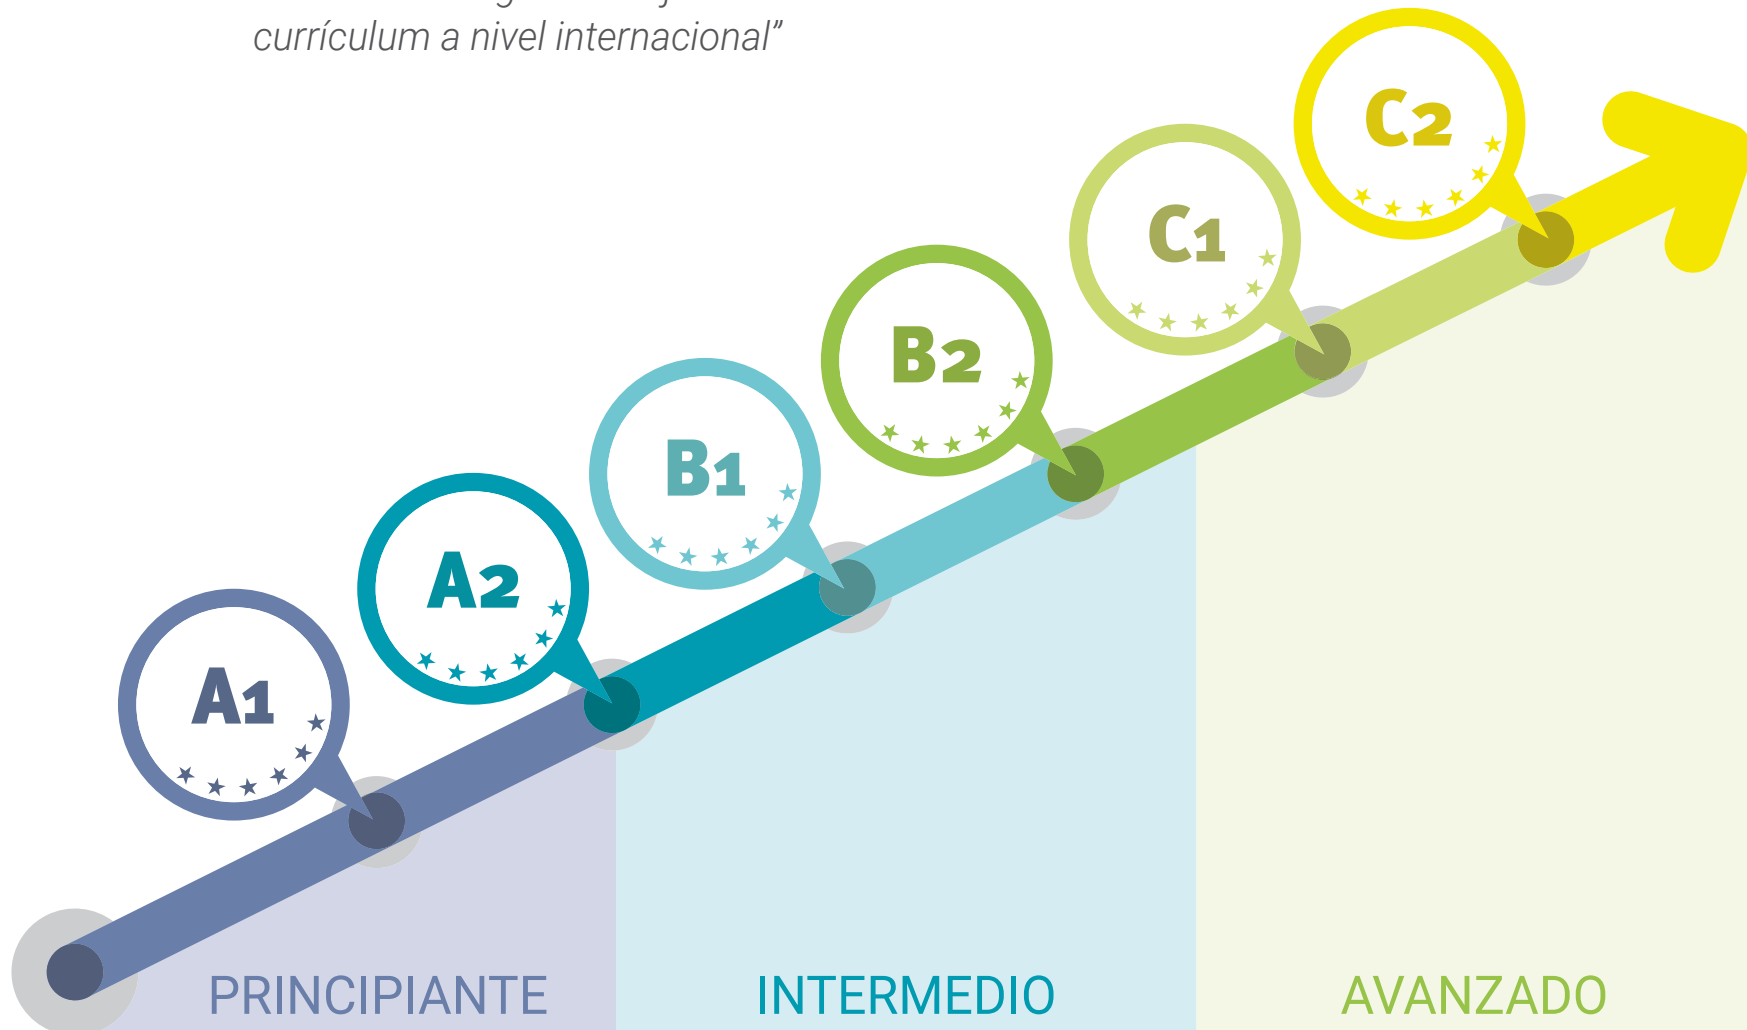 currículum a nivel internacional”
C2
C1
B2
B1
A2
A1
PRINCIPIANTE
INTERMEDIO
AVANZADO